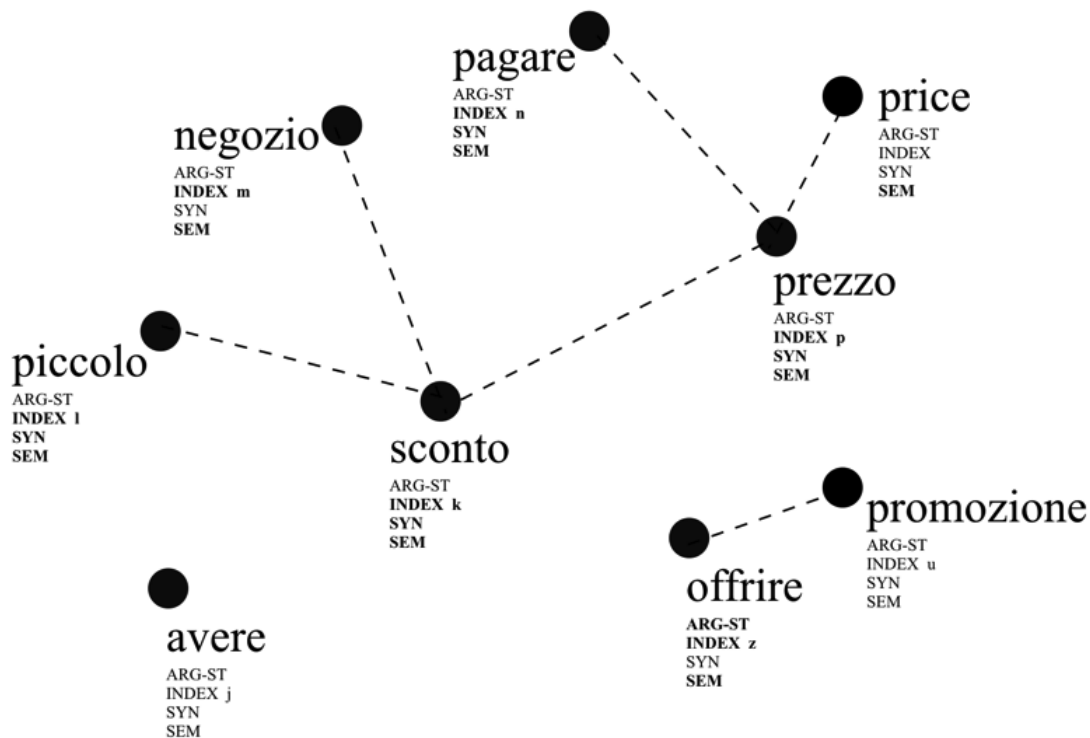 pagare
ARG-ST
INDEX n
SYN
SEM
price
ARG-ST
INDEX
SYN
SEM
negozio
ARG-ST
INDEX m
SYN
SEM
prezzo
ARG-ST
INDEX p
SYN
SEM
piccolo
ARG-ST
INDEX l
SYN
SEM
sconto
ARG-ST
INDEX k
SYN
SEM
promozione
ARG-ST
INDEX u
SYN
SEM
offrire
ARG-ST
INDEX z
SYN
SEM
avere
ARG-ST
INDEX j
SYN
SEM